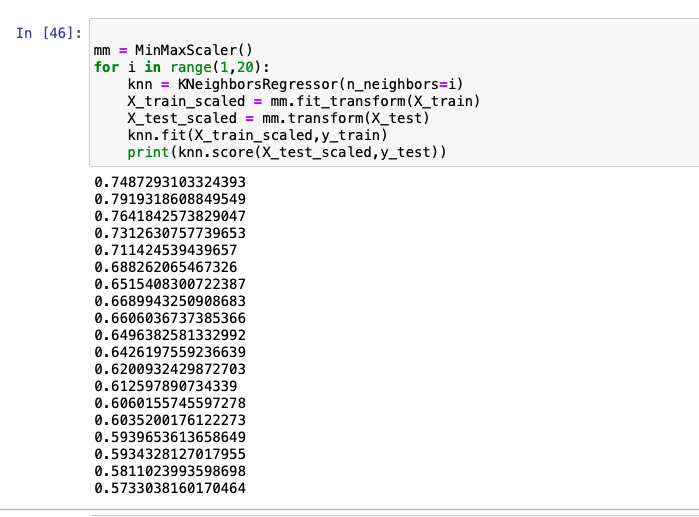 In [46]:
mm = MinMaxScaler()
for i in range(1,20):
    knn = KNeighborsRegressor(n_neighbors=i)
    X_train_scaled = mm.fit_transform(X_train)
    X_test_scaled = mm.transform(X_test)
    knn.fit(X_train_scaled,y_train)
    print(knn.score(X_test_scaled,y_test))
0.7487293103324393
0.7919318608849549
0.7641842573829047
0.7312630757739653
0.711424539439657
0.688262065467326
0.6515408300722387
0.6689943250908683
0.6606036737385366
0.6496382581332992
0.6426197559236639
0.6200932429872703
0.612597890734339
0.6060155745597278
0.6035200176122273
0.5939653613658649
0.5934328127017955
0.5811023993598698
0.5733038160170464